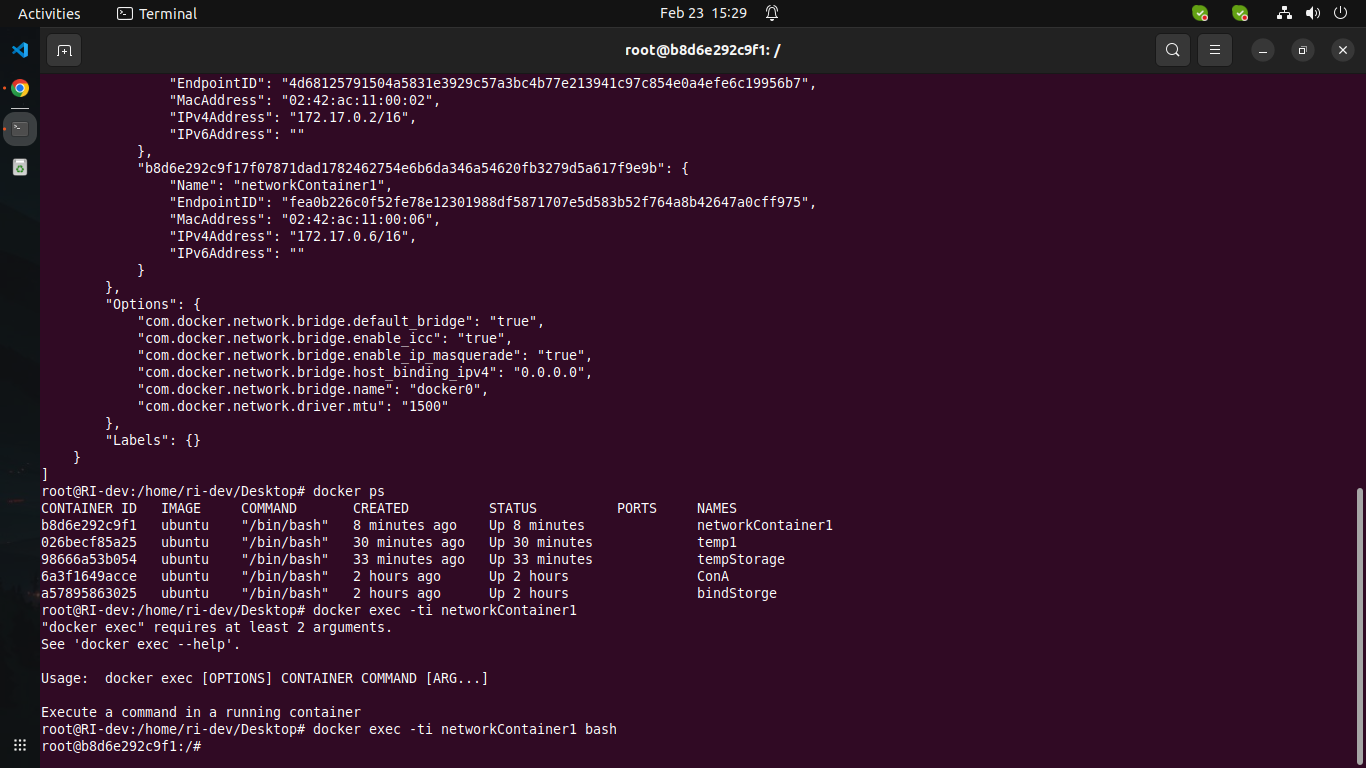 Activities
Terminal
Feb 23 15:29
root@b8d6e292c9f1: /
                "EndpointID": "4d68125791504a5831e3929c57a3bc4b77e213941c97c854e0a4efe6c19956b7",
                "MacAddress": "02:42:ac:11:00:02",
                "IPv4Address": "172.17.0.2/16",
                "IPv6Address": ""
            },
            "b8d6e292c9f17f07871dad1782462754e6b6da346a54620fb3279d5a617f9e9b": {
                "Name": "networkContainer1",
                "EndpointID": "fea0b226c0f52fe78e12301988df5871707e5d583b52f764a8b42647a0cff975",
                "MacAddress": "02:42:ac:11:00:06",
                "IPv4Address": "172.17.0.6/16",
                "IPv6Address": ""
            }
        },
        "Options": {
            "com.docker.network.bridge.default_bridge": "true",
            "com.docker.network.bridge.enable_icc": "true",
            "com.docker.network.bridge.enable_ip_masquerade": "true",
            "com.docker.network.bridge.host_binding_ipv4": "0.0.0.0",
            "com.docker.network.bridge.name": "docker0",
            "com.docker.network.driver.mtu": "1500"
        },
        "Labels": {}
    }
]
root@RI-dev:/home/ri-dev/Desktop# docker ps
CONTAINER ID   IMAGE     COMMAND       CREATED          STATUS          PORTS     NAMES
b8d6e292c9f1   ubuntu    "/bin/bash"   8 minutes ago    Up 8 minutes              networkContainer1
026becf85a25   ubuntu    "/bin/bash"   30 minutes ago   Up 30 minutes             temp1
98666a53b054   ubuntu    "/bin/bash"   33 minutes ago   Up 33 minutes             tempStorage
6a3f1649acce   ubuntu    "/bin/bash"   2 hours ago      Up 2 hours                ConA
a57895863025   ubuntu    "/bin/bash"   2 hours ago      Up 2 hours                bindStorge
root@RI-dev:/home/ri-dev/Desktop# docker exec -ti networkContainer1
"docker exec" requires at least 2 arguments.
See 'docker exec --help'.

Usage:  docker exec [OPTIONS] CONTAINER COMMAND [ARG...]

Execute a command in a running container
root@RI-dev:/home/ri-dev/Desktop# docker exec -ti networkContainer1 bash
root@b8d6e292c9f1:/#